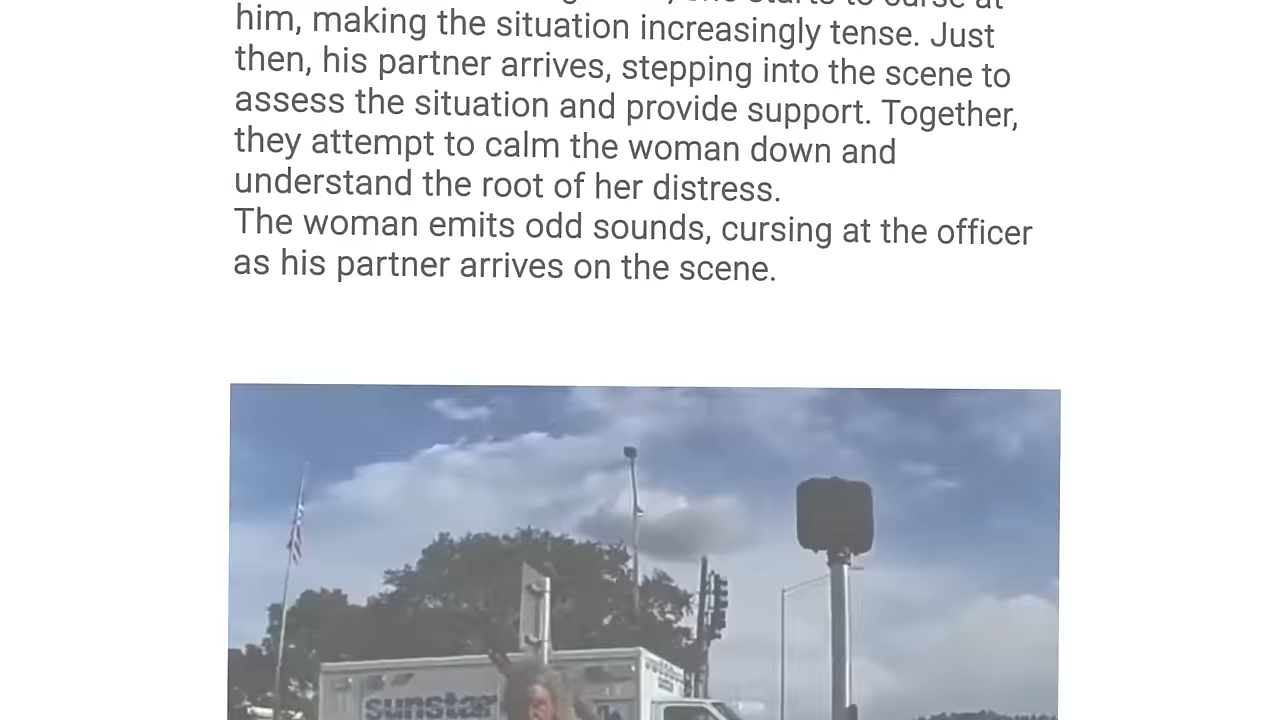 him, making the situation increasingly tense. Just
then, his partner arrives, stepping into the scene to
assess the situation and provide support. Together,
they attempt to calm the woman down and
understand the root of her distress.
The woman emits odd sounds, cursing at the officer
as his partner arrives on the scene.
sunstar